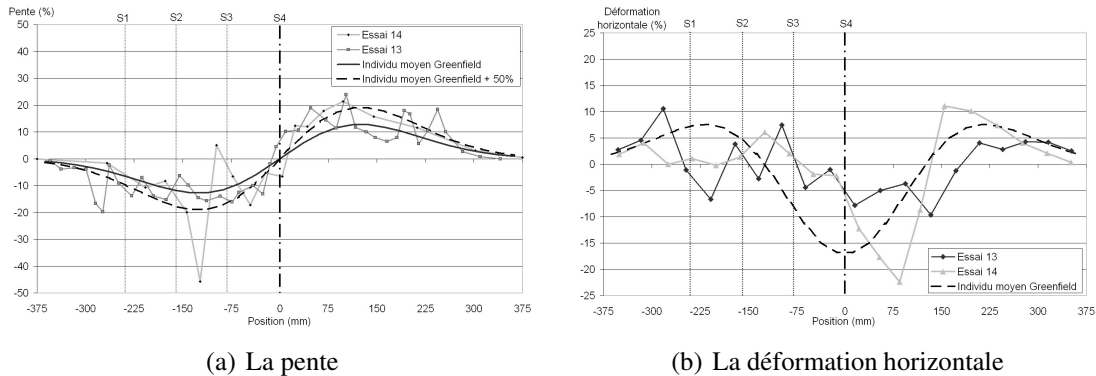 Pente (%)
S1 S2 S3 S4
50
40
30
20
10
0
-10
-20
-30
-40
-50
-375 -300 -225 -150 -75 0 75 150 225 300 375
Position (mm)
Essai 14
Essai 13
Individu moyen Greenfield
Individu moyen Greenfield + 50%
(a) La pente
Déformation
horizontale (%)
S1 S2 S3 S4
25
20
15
10
5
0
-5
-10
-15
-20
-25
-375 -300 -225 -150 -75 0 75 150 225 300 375
Position (mm)
Essai 13
Essai 14
Individu moyen Greenfield
(b) La déformation horizontale